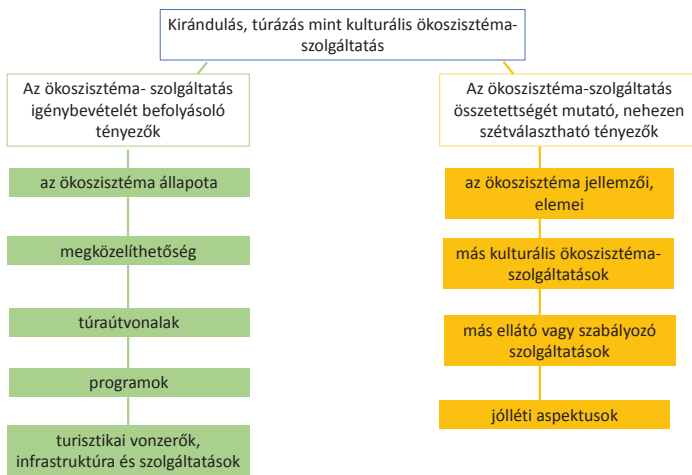 Kirándulás, túrázás mint kulturális ökoszisztéma-
szolgáltatás
Az ökoszisztéma- szolgáltatás
igénybevételét befolyásoló
tényezők
az ökoszisztéma állapota
megközelíthetőség
túraútvonalak
programok
turisztikai vonzerők,
infrastruktúra és szolgáltatások
Az ökoszisztéma-szolgáltatás
összetettségét mutató, nehezen
szétválasztható tényezők
az ökoszisztéma jellemzői,
elemei
más kulturális ökoszisztéma-
szolgáltatások
más ellátó vagy szabályozó
szolgáltatások
jólléti aspektusok